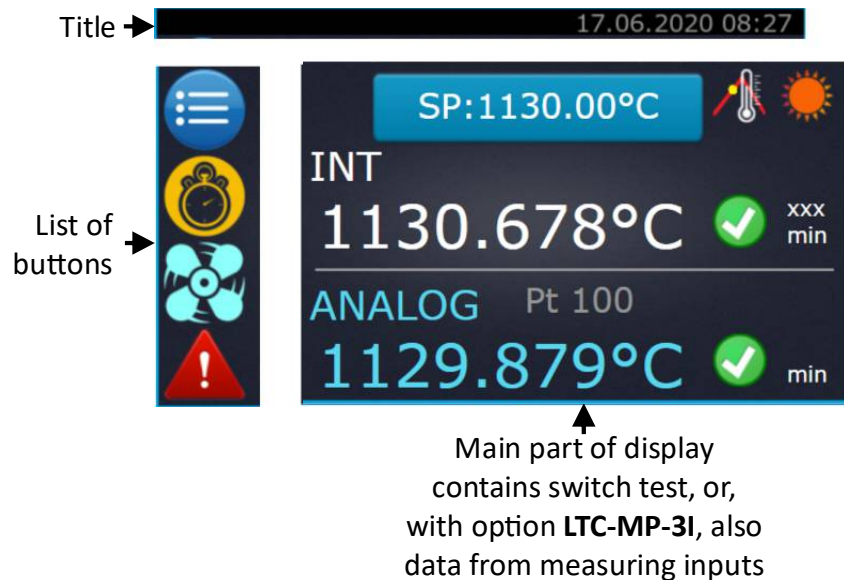 Title
17.06.2020 08:27
SP:1130.00°C
INT
1130.678°C
xxx
min
List of
buttons
ANALOG Pt 100
1129.879°C
min
Main part of display
contains switch test, or,
with option LTC-MP-3I, also
data from measuring inputs